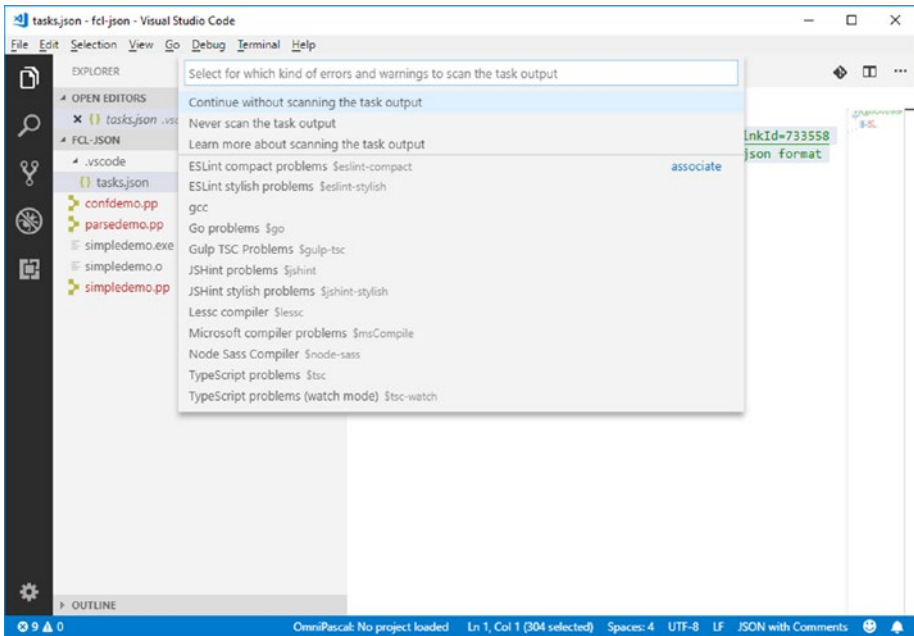 tasks.json - fcl-json - Visual Studio Code
File Edit Selection View Go Debug Terminal Help
EXPLORER
OPEN EDITORS
{} tasks.json .vsc
FCL-JSON
.vscode
{} tasks.json
confdemo.pp
parsedemo.pp
simpledemo.exe
simpledemo.o
simpledemo.pp
OUTLINE
Select for which kind of errors and warnings to scan the task output
Continue without scanning the task output
Never scan the task output
Learn more about scanning the task output
ESLint compact problems $eslint-compact associate
ESLint stylish problems $eslint-stylish
gcc
Go problems $go
Gulp TSC Problems $gulp-tsc
JSHint problems $jshint
JSHint stylish problems $jshint-stylish
Lessc compiler $lessc
Microsoft compiler problems $msCompile
Node Sass Compiler $node-sass
TypeScript problems $tsc
TypeScript problems (watch mode) $tsc-watch
inkId=733558
json format
9 0 OmniPascal: No project loaded Ln 1, Col 1 (304 selected) Spaces: 4 UTF-8 LF JSON with Comments